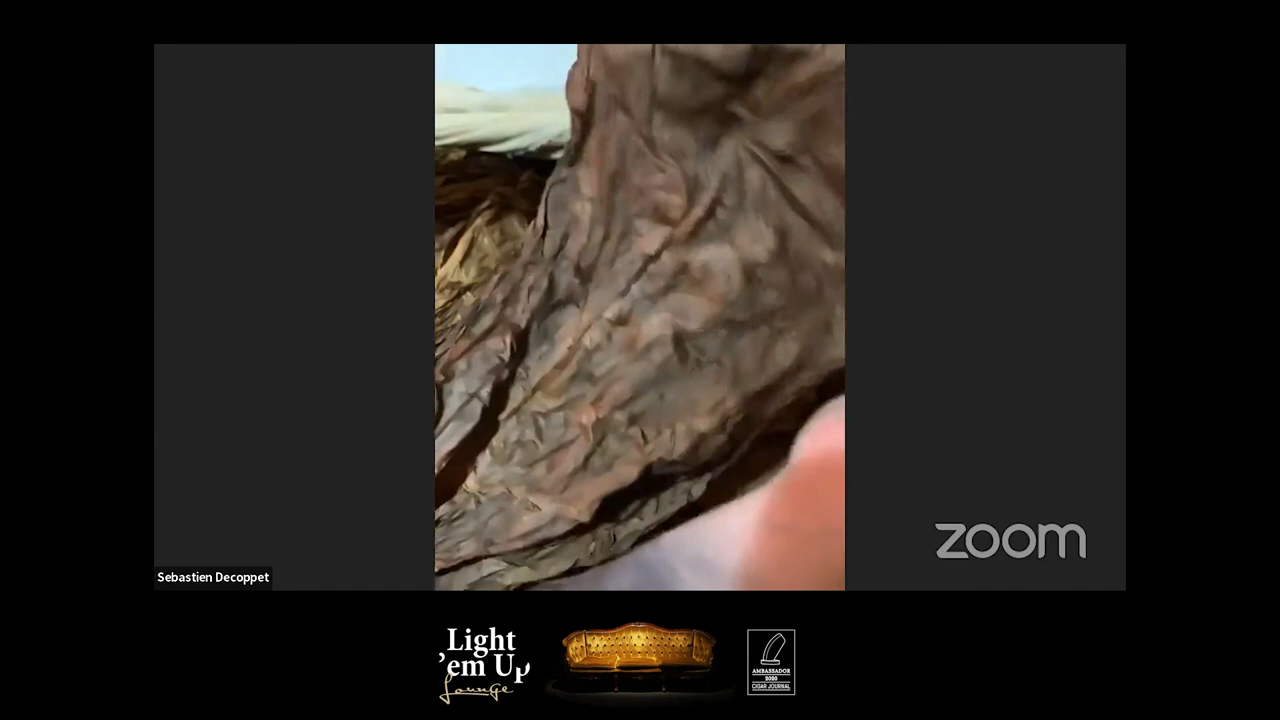 zoom
Sebastien Decoppet
Light
'em Up
Lounge
AMBASSADOR
2020
CIGAR JOURNAL